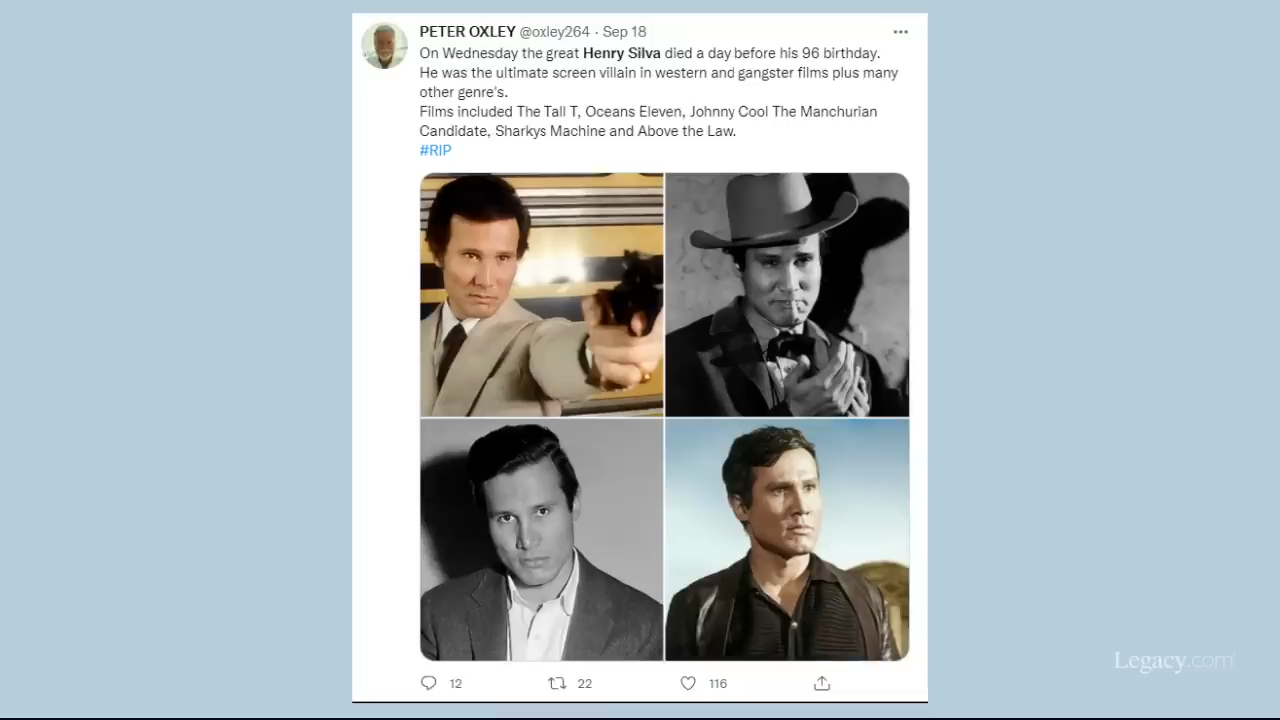 PETER OXLEY @oxley264 · Sep 18
On Wednesday the great Henry Silva died a day before his 96 birthday.
He was the ultimate screen villain in western and gangster films plus many
other genre's.
Films included The Tall T, Oceans Eleven, Johnny Cool The Manchurian
Candidate, Sharkys Machine and Above the Law.
#RIP
12 22 116
Legacy.com